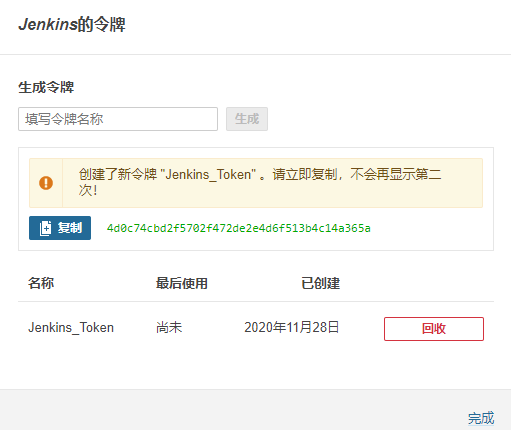 Jenkins的令牌
生成令牌
填写令牌名称 生成
创建了新令牌 "Jenkins_Token" 。请立即复制，不会再显示第二
次！
复制 4d0c74cbd2f5702f472de2e4d6f513b4c14a365a
名称 最后使用 已创建
Jenkins_Token 尚未 2020年11月28日 回收
完成